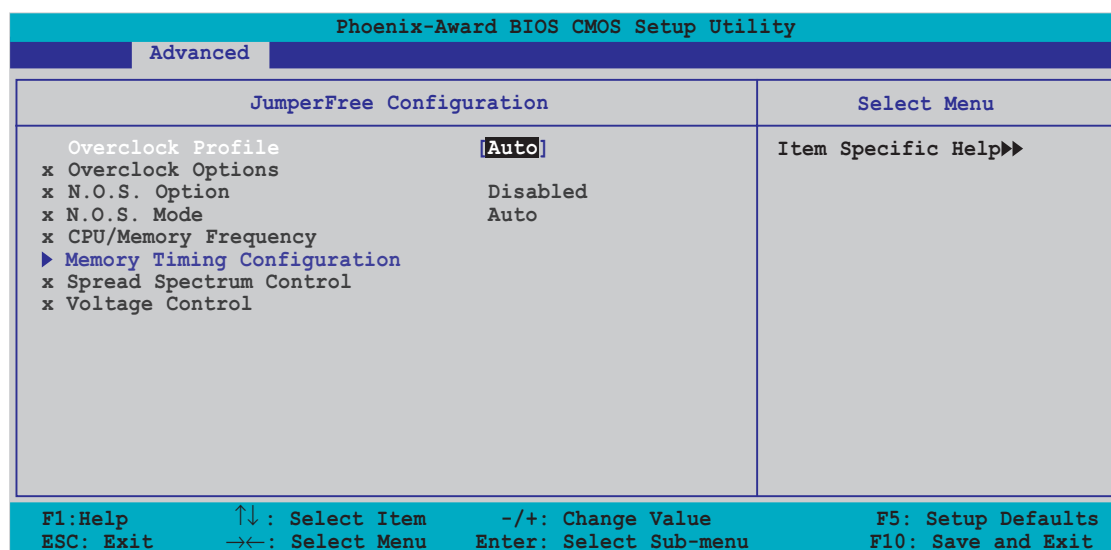 Phoenix-Award BIOS CMOS Setup Utility
Advanced
JumperFree Configuration
Select Menu
Overclock Profile [Auto]
Item Specific Help▶▶
x Overclock Options
x N.O.S. Option Disabled
x N.O.S. Mode Auto
x CPU/Memory Frequency
▶ Memory Timing Configuration
x Spread Spectrum Control
x Voltage Control
F1:Help ↑↓: Select Item -/+: Change Value F5: Setup Defaults
ESC: Exit →←: Select Menu Enter: Select Sub-menu F10: Save and Exit